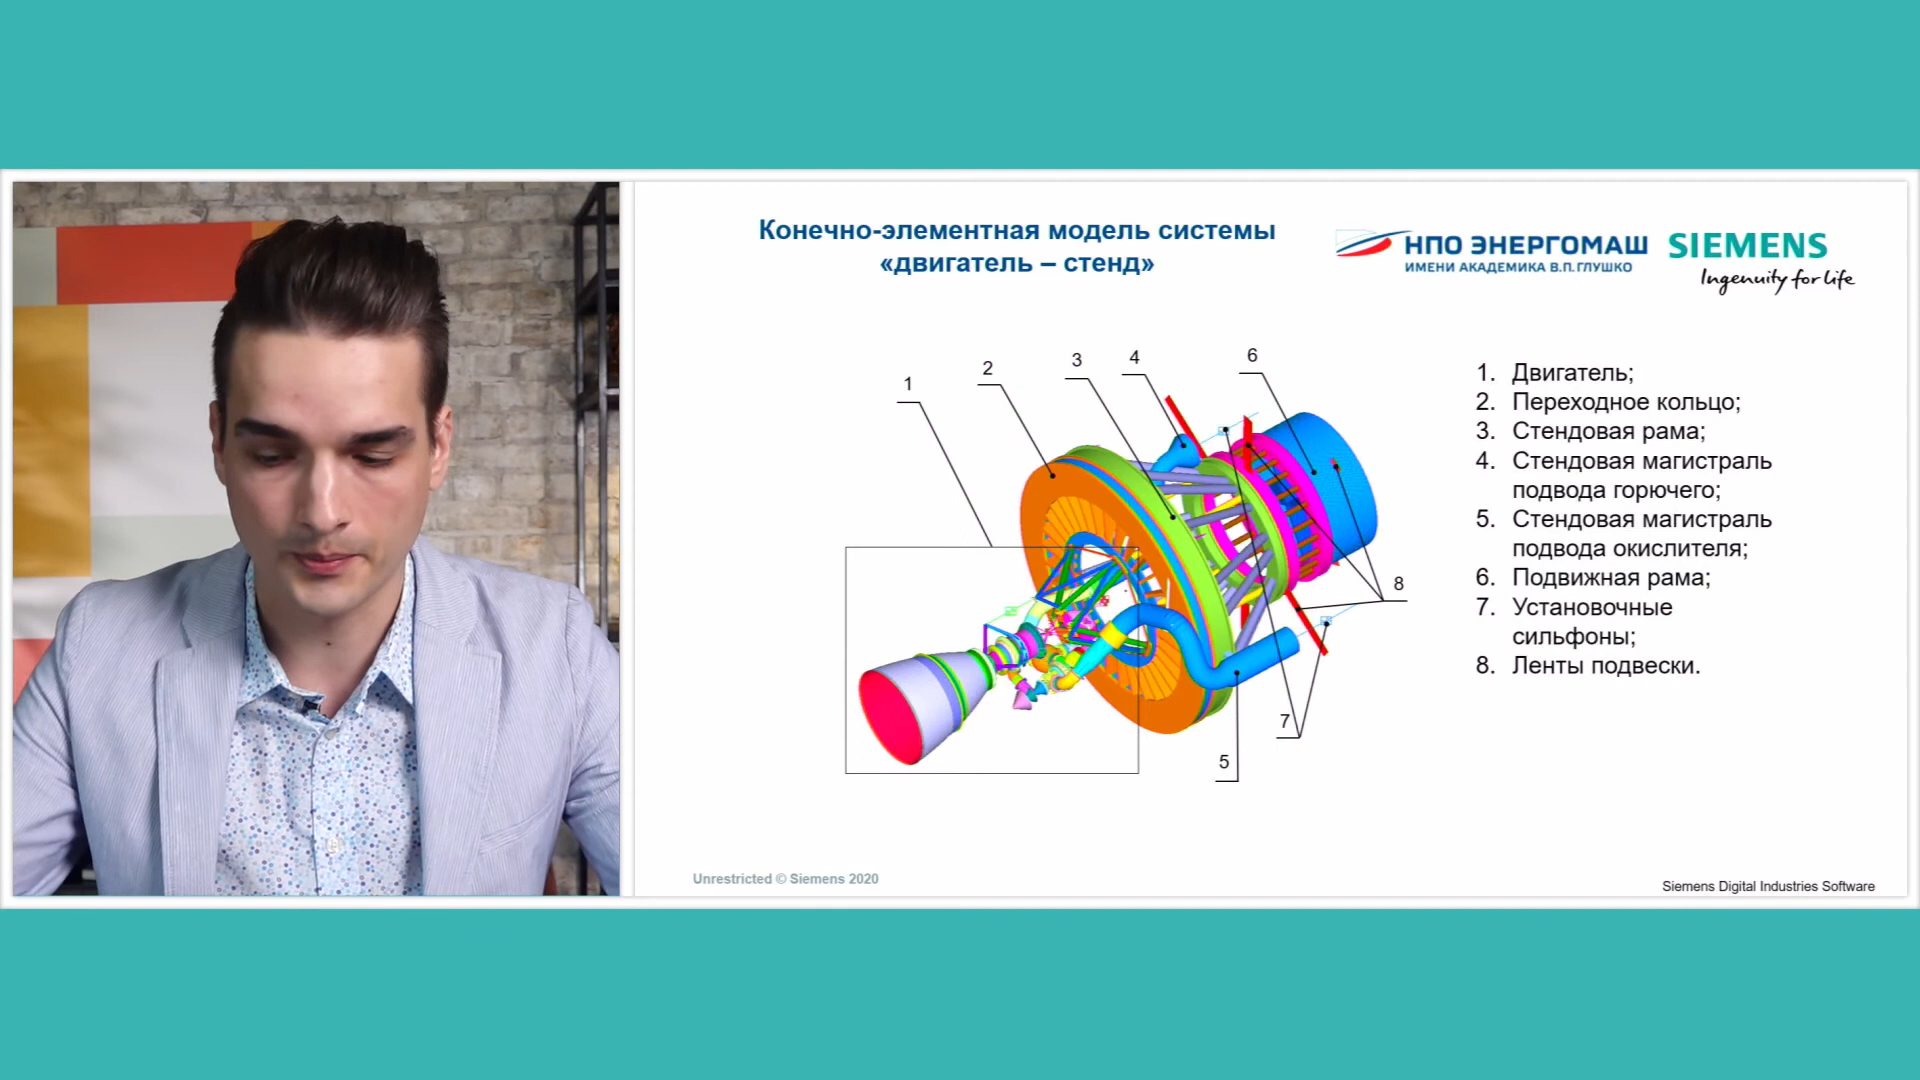 Конечно-элементная модель системы
«двигатель – стенд»
НПО ЭНЕРГОМАШ
ИМЕНИ АКАДЕМИКА В.П.ГЛУШКО
SIEMENS
Ingenuity for life
1
2
3
4
6
8
7
5
1. Двигатель;
2. Переходное кольцо;
3. Стендовая рама;
4. Стендовая магистраль
подвода горючего;
5. Стендовая магистраль
подвода окислителя;
6. Подвижная рама;
7. Установочные
сильфоны;
8. Ленты подвески.
Unrestricted © Siemens 2020
Siemens Digital Industries Software